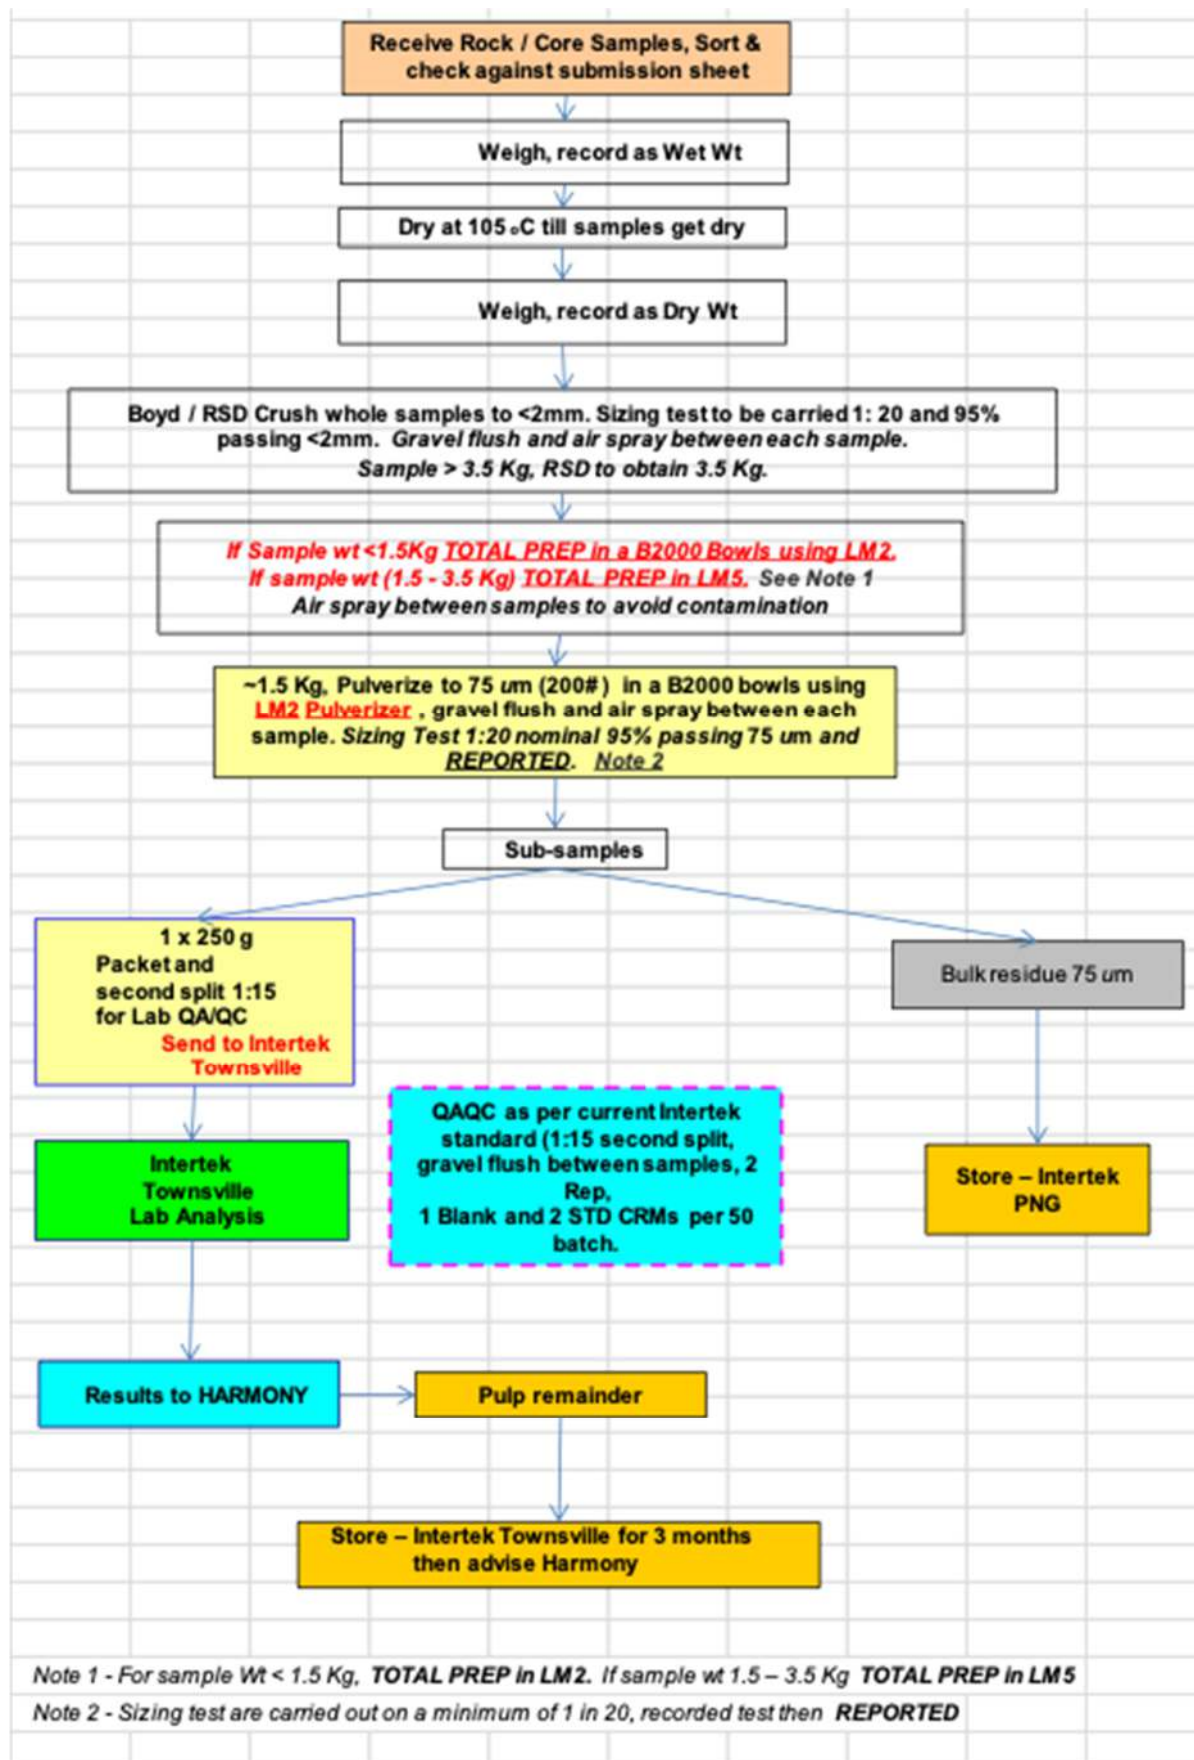 Receive Rock / Core Samples, Sort &
check against submission sheet
Weigh, record as Wet Wt
Dry at 105 oC till samples get dry
Weigh, record as Dry Wt
Boyd / RSD Crush whole samples to <2mm. Sizing test to be carried 1: 20 and 95%
passing <2mm. Gravel flush and air spray between each sample.
Sample > 3.5 Kg, RSD to obtain 3.5 Kg.
If Sample wt <1.5Kg TOTAL PREP in a B2000 Bowls using LM2.
If sample wt (1.5 - 3.5 Kg) TOTAL PREP in LM5. See Note 1
Air spray between samples to avoid contamination
~1.5 Kg, Pulverize to 75 um (200#) in a B2000 bowls using
LM2 Pulverizer , gravel flush and air spray between each
sample. Sizing Test 1:20 nominal 95% passing 75 um and
REPORTED. Note 2
Sub-samples
1 x 250 g
Packet and
second split 1:15
for Lab QA/QC
Send to Intertek
Townsville
Bulk residue 75 um
QAQC as per current Intertek
standard (1:15 second split,
gravel flush between samples, 2
Rep,
1 Blank and 2 STD CRMs per 50
batch.
Intertek
Townsville
Lab Analysis
Store – Intertek
PNG
Results to HARMONY
Pulp remainder
Store – Intertek Townsville for 3 months
then advise Harmony
Note 1 - For sample Wt < 1.5 Kg, TOTAL PREP in LM2. If sample wt 1.5 – 3.5 Kg TOTAL PREP in LM5
Note 2 - Sizing test are carried out on a minimum of 1 in 20, recorded test then REPORTED